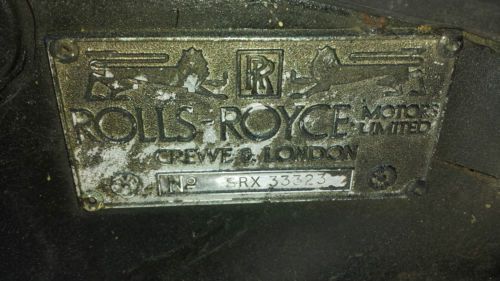 RR
ROLLS-ROYCE MOTORS LIMITED
CREWE & LONDON
Nº SRX 33323